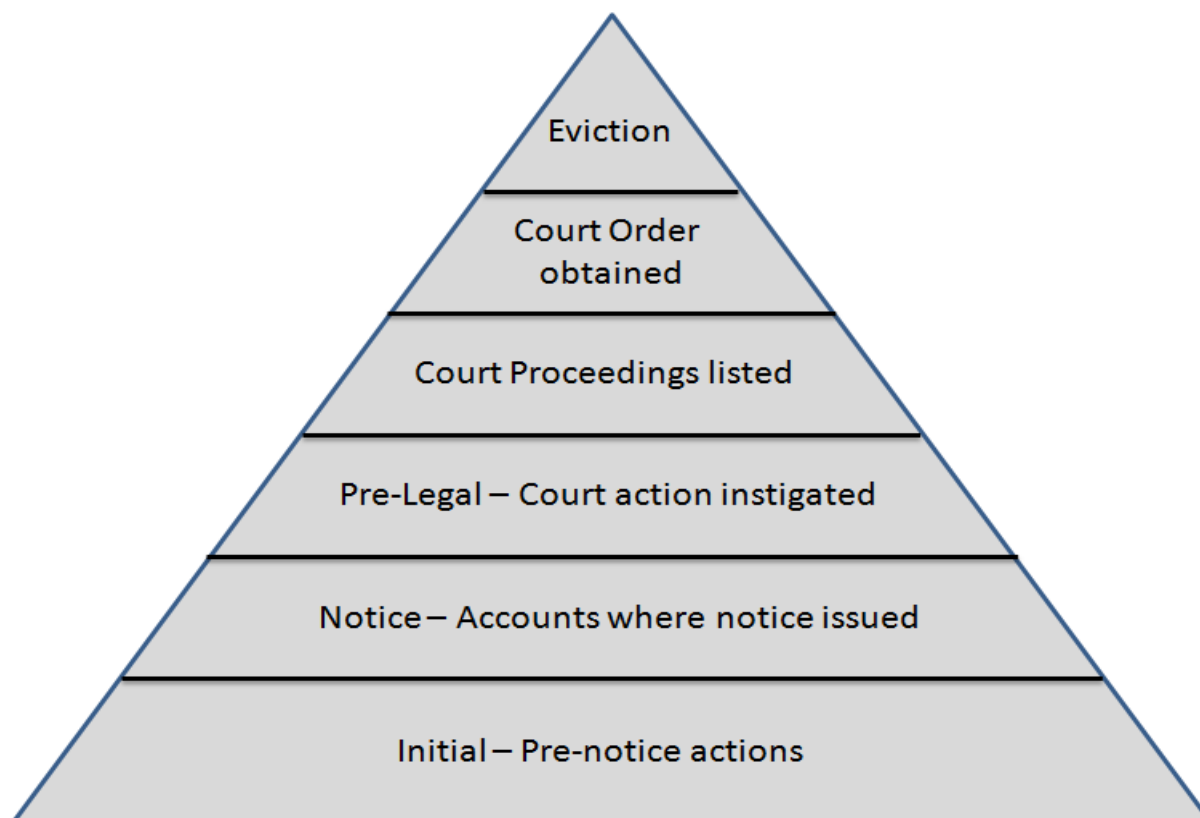 Eviction
Court Order
obtained
Court Proceedings listed
Pre-Legal – Court action instigated
Notice – Accounts where notice issued
Initial – Pre-notice actions